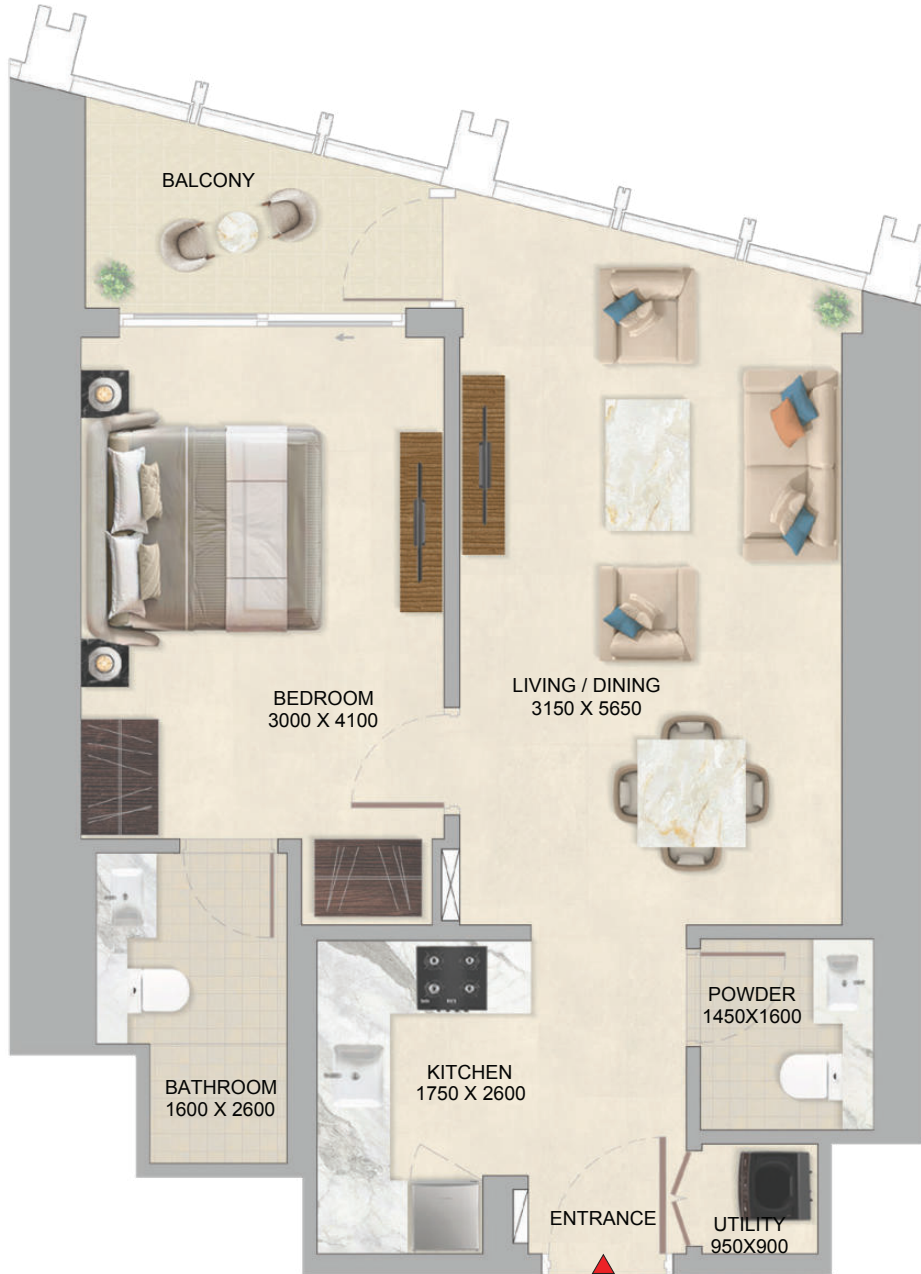 BALCONY
BEDROOM
3000 X 4100
LIVING / DINING
3150 X 5650
POWDER
1450X1600
KITCHEN
1750 X 2600
BATHROOM
1600 X 2600
ENTRANCE
UTILITY
950X900